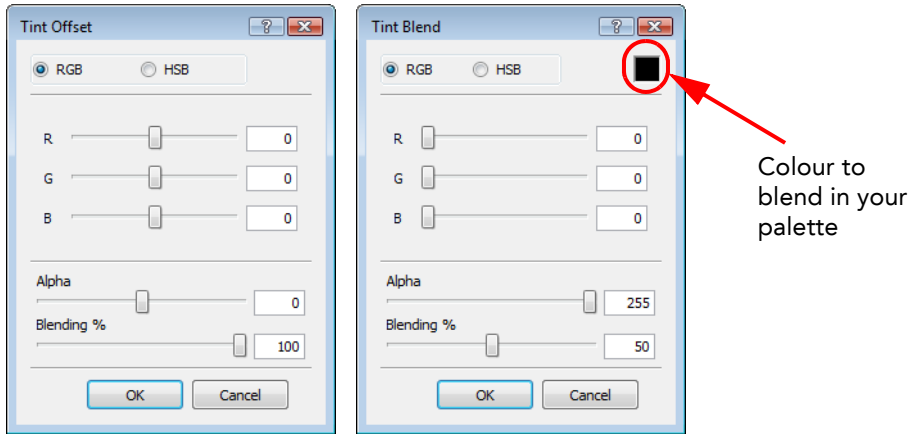 Tint Offset
RGB HSB
R 0
G 0
B 0
Alpha
0
Blending %
100
OK Cancel
Tint Blend
RGB HSB
R 0
G 0
B 0
Alpha
255
Blending %
50
OK Cancel
Colour to
blend in your
palette